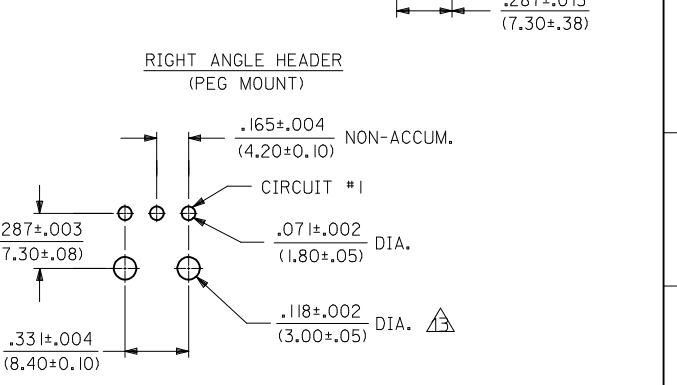 .287±.015
(7.30±.38)
RIGHT ANGLE HEADER
(PEG MOUNT)
.165±.004
(4.20±0.10)
NON-ACCUM.
CIRCUIT #1
287±.003
7.30±.08)
.071±.002
(1.80±.05)
DIA.
.118±.002
(3.00±.05)
DIA.
13
.331±.004
(8.40±0.10)